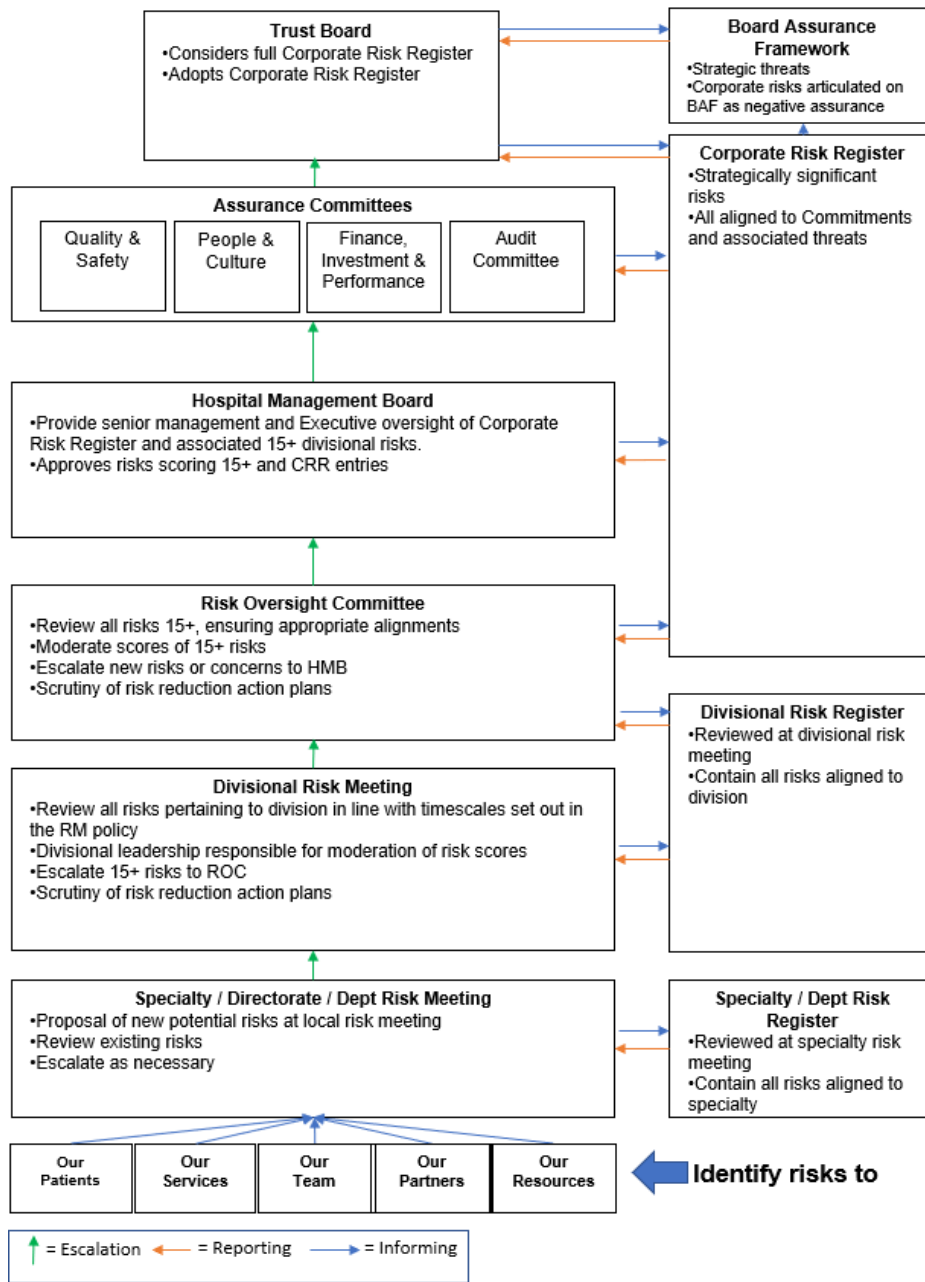 Trust Board
•Considers full Corporate Risk Register
•Adopts Corporate Risk Register
Board Assurance
Framework
•Strategic threats
•Corporate risks articulated on
BAF as negative assurance
Corporate Risk Register
•Strategically significant
risks
•All aligned to Commitments
and associated threats
Assurance Committees
Quality &
Safety
People &
Culture
Finance,
Investment &
Performance
Audit
Committee
Hospital Management Board
•Provide senior management and Executive oversight of Corporate
Risk Register and associated 15+ divisional risks.
•Approves risks scoring 15+ and CRR entries
Risk Oversight Committee
•Review all risks 15+, ensuring appropriate alignments
•Moderate scores of 15+ risks
•Escalate new risks or concerns to HMB
•Scrutiny of risk reduction action plans
Divisional Risk Register
•Reviewed at divisional risk
meeting
•Contain all risks aligned to
division
Divisional Risk Meeting
•Review all risks pertaining to division in line with timescales set out in
the RM policy
•Divisional leadership responsible for moderation of risk scores
•Escalate 15+ risks to ROC
•Scrutiny of risk reduction action plans
Specialty / Directorate / Dept Risk Meeting
•Proposal of new potential risks at local risk meeting
•Review existing risks
•Escalate as necessary
Specialty / Dept Risk
Register
•Reviewed at specialty risk
meeting
•Contain all risks aligned to
specialty
Our
Patients
Our
Services
Our
Team
Our
Partners
Our
Resources
Identify risks to
= Escalation
= Reporting
= Informing